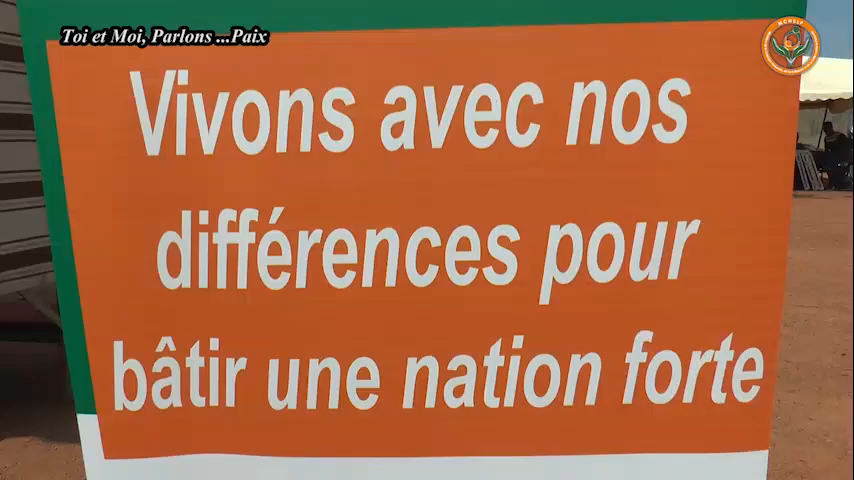 Toi et Moi, Parlons ...Paix
Vivons avec nos
différences pour
bâtir une nation forte